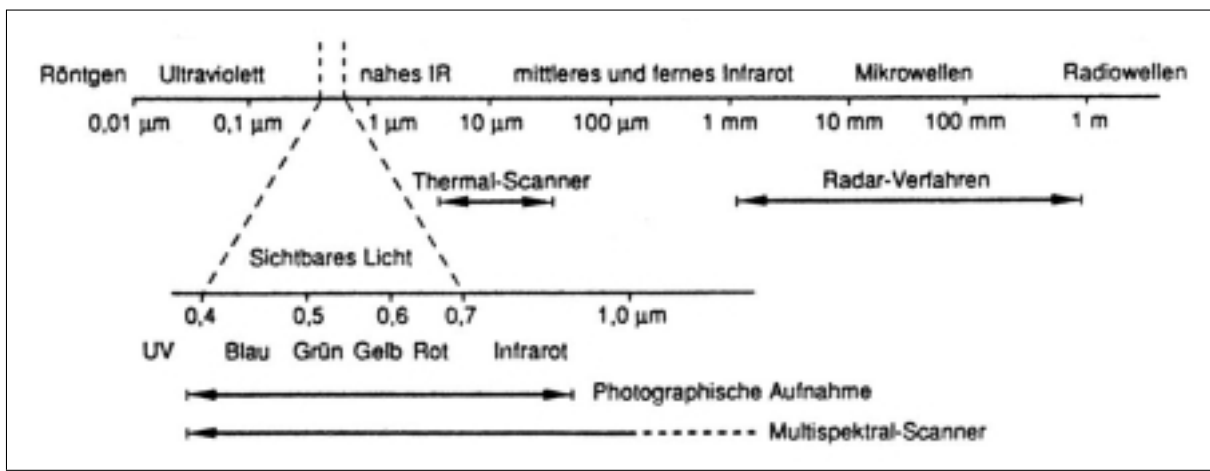 Röntgen Ultraviolett nahes IR mittleres und fernes Infrarot Mikrowellen Radiowellen
0,01 µm 0,1 µm 1 µm 10 µm 100 µm 1 mm 10 mm 100 mm 1 m
Thermal-Scanner Radar-Verfahren
Sichtbares Licht
0,4 0,5 0,6 0,7 1,0 µm
UV Blau Grün Gelb Rot Infrarot
Photographische Aufnahme
Multispektral-Scanner